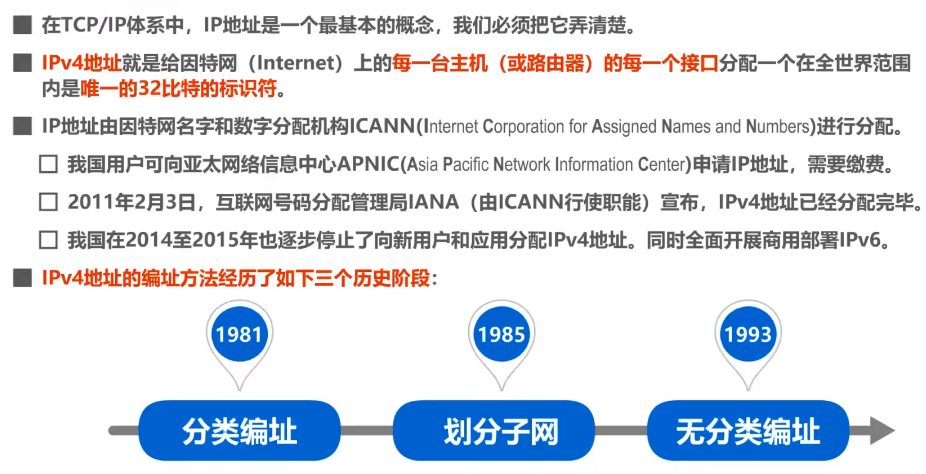 在TCP/IP体系中，IP地址是一个最基本的概念，我们必须把它弄清楚。
IPv4地址就是给因特网（Internet）上的每一台主机（或路由器）的每一个接口分配一个在全世界范围
内是唯一的32比特的标识符。
IP地址由因特网名字和数字分配机构ICANN(Internet Corporation for Assigned Names and Numbers)进行分配。
我国用户可向亚太网络信息中心APNIC(Asia Pacific Network Information Center)申请IP地址，需要缴费。
2011年2月3日，互联网号码分配管理局IANA（由ICANN行使职能）宣布，IPv4地址已经分配完毕。
我国在2014至2015年也逐步停止了向新用户和应用分配IPv4地址。同时全面开展商用部署IPv6。
IPv4地址的编址方法经历了如下三个历史阶段：
1981 1985 1993
分类编址 划分子网 无分类编址